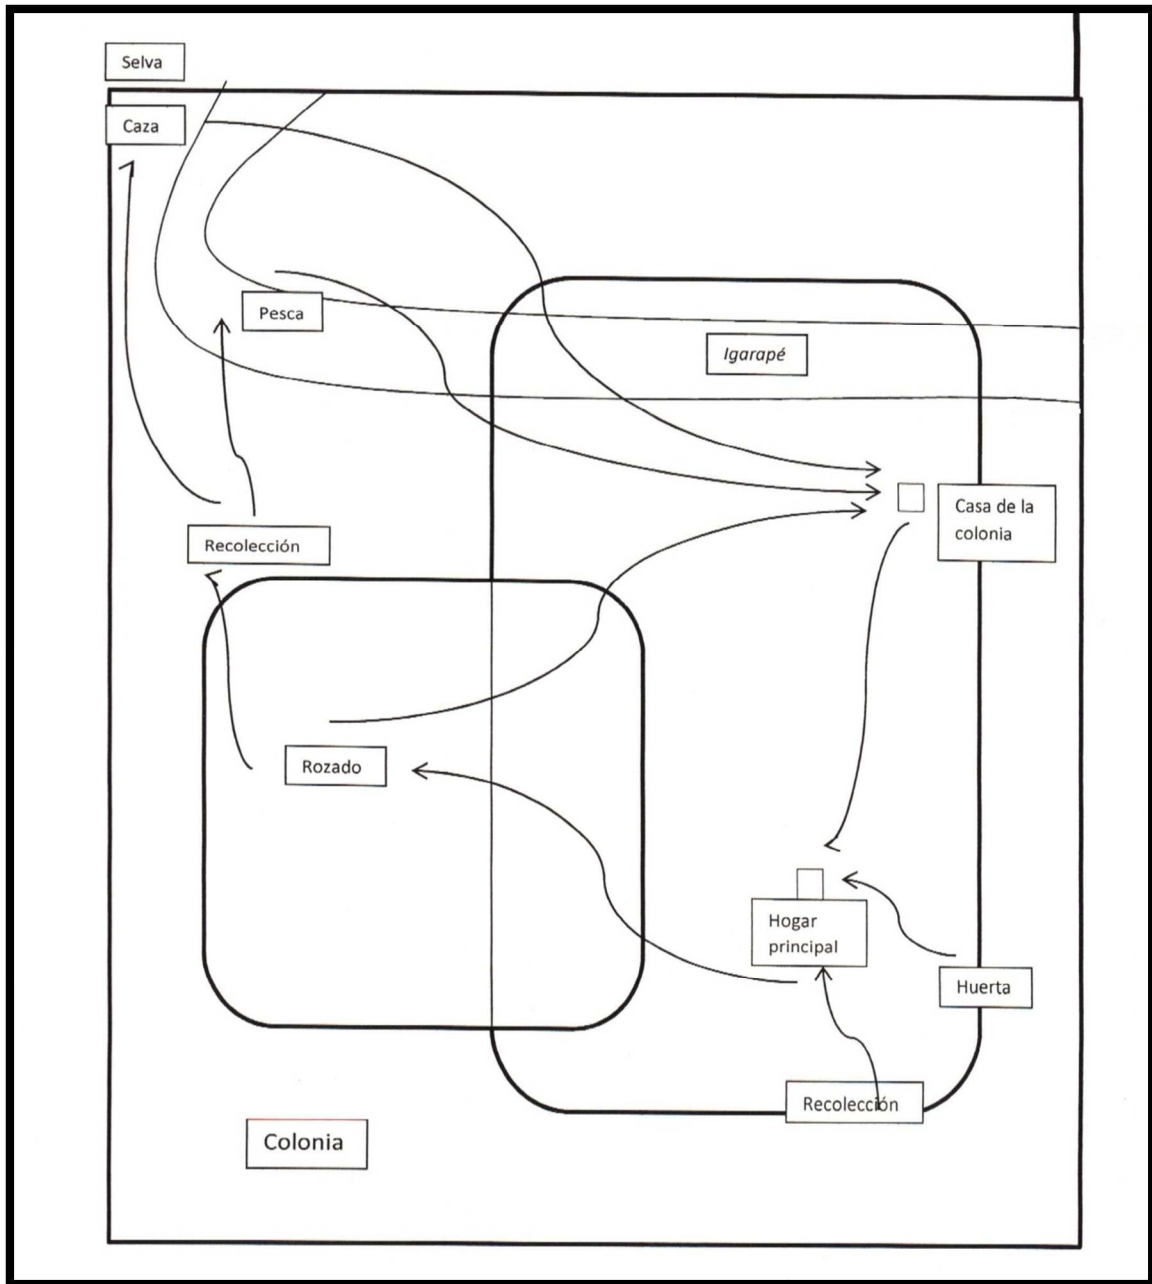 Selva
Caza
Pesca
Igarapé
Casa de la
colonia
Recolección
Rozado
Hogar
principal
Huerta
Recolección
Colonia